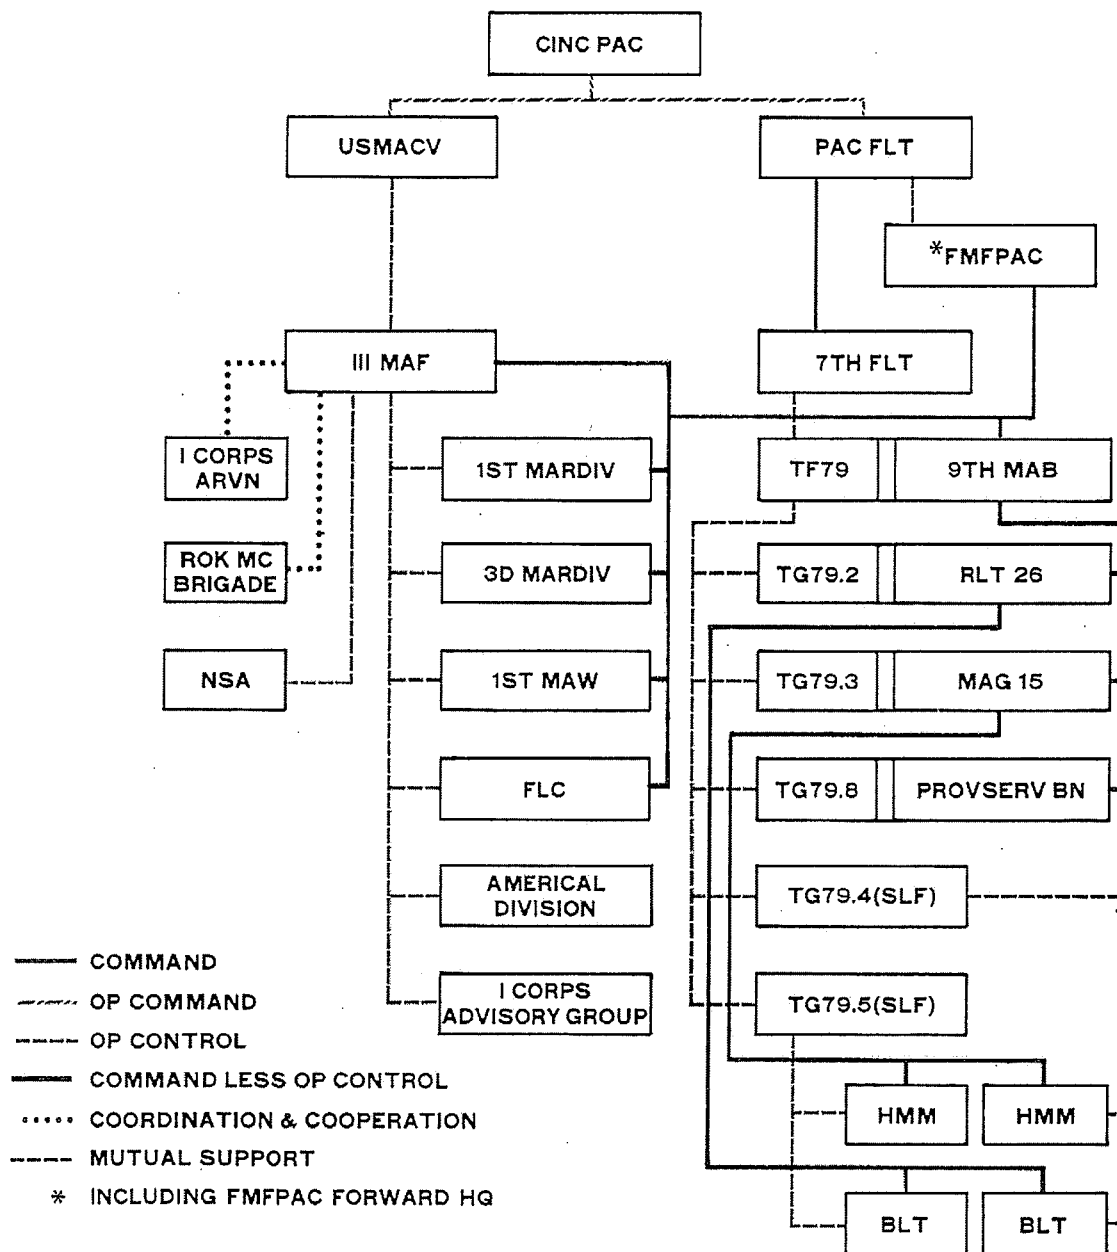 CINC PAC
USMACV
PAC FLT
*FMFPAC
III MAF
7TH FLT
I CORPS
ARVN
1ST MARDIV
TF79
9TH MAB
ROK MC
BRIGADE
3D MARDIV
TG79.2
RLT 26
NSA
1ST MAW
TG79.3
MAG 15
FLC
TG79.8
PROVSERV BN
AMERICAL
DIVISION
TG79.4(SLF)
I CORPS
ADVISORY GROUP
TG79.5(SLF)
HMM
HMM
BLT
BLT
COMMAND
OP COMMAND
OP CONTROL
COMMAND LESS OP CONTROL
COORDINATION & COOPERATION
MUTUAL SUPPORT
* INCLUDING FMFPAC FORWARD HQ